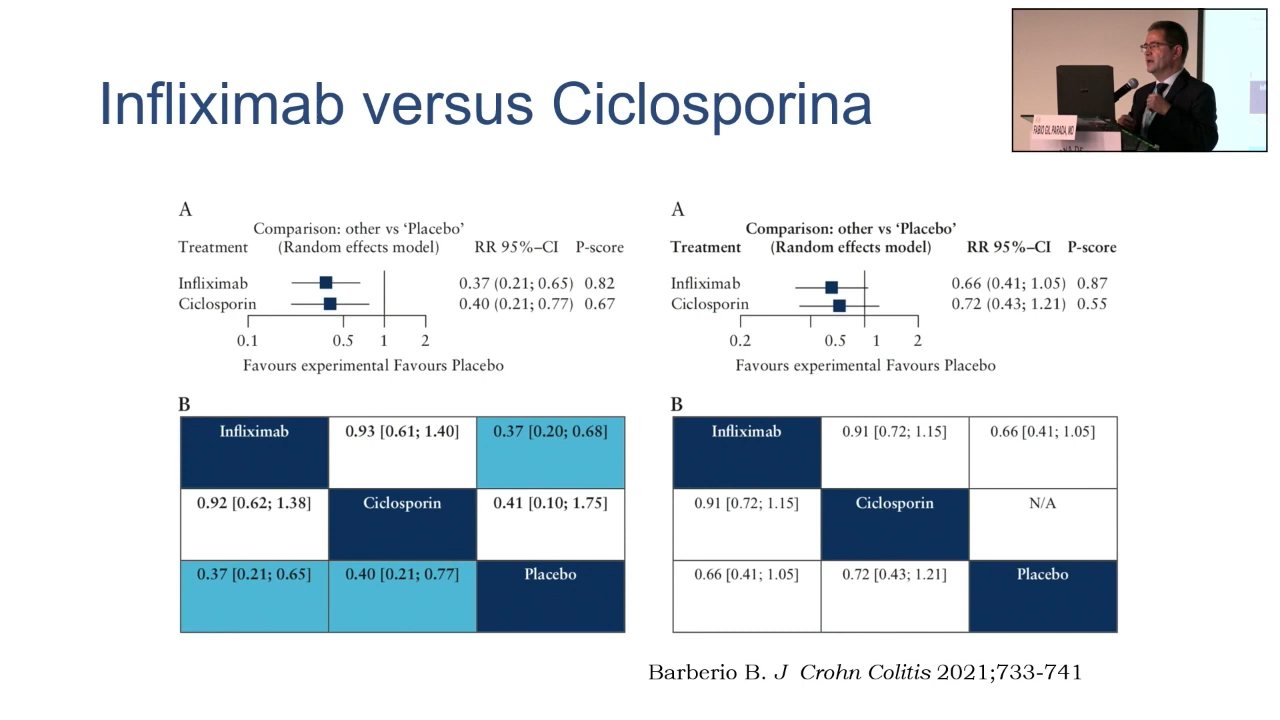 Infliximab versus Ciclosporina
FABIO GIL PARADA, MD
A
Comparison: other vs ‘Placebo’
Treatment (Random effects model) RR 95%–CI P-score
Infliximab 0.37 (0.21; 0.65) 0.82
Ciclosporin 0.40 (0.21; 0.77) 0.67
0.1 0.5 1 2
Favours experimental Favours Placebo
B
Infliximab 0.93 [0.61; 1.40] 0.37 [0.20; 0.68]
0.92 [0.62; 1.38] Ciclosporin 0.41 [0.10; 1.75]
0.37 [0.21; 0.65] 0.40 [0.21; 0.77] Placebo
A
Comparison: other vs ‘Placebo’
Treatment (Random effects model) RR 95%–CI P-score
Infliximab 0.66 (0.41; 1.05) 0.87
Ciclosporin 0.72 (0.43; 1.21) 0.55
0.2 0.5 1 2
Favours experimental Favours Placebo
B
Infliximab 0.91 [0.72; 1.15] 0.66 [0.41; 1.05]
0.91 [0.72; 1.15] Ciclosporin N/A
0.66 [0.41; 1.05] 0.72 [0.43; 1.21] Placebo
Barberio B. J Crohn Colitis 2021;733-741